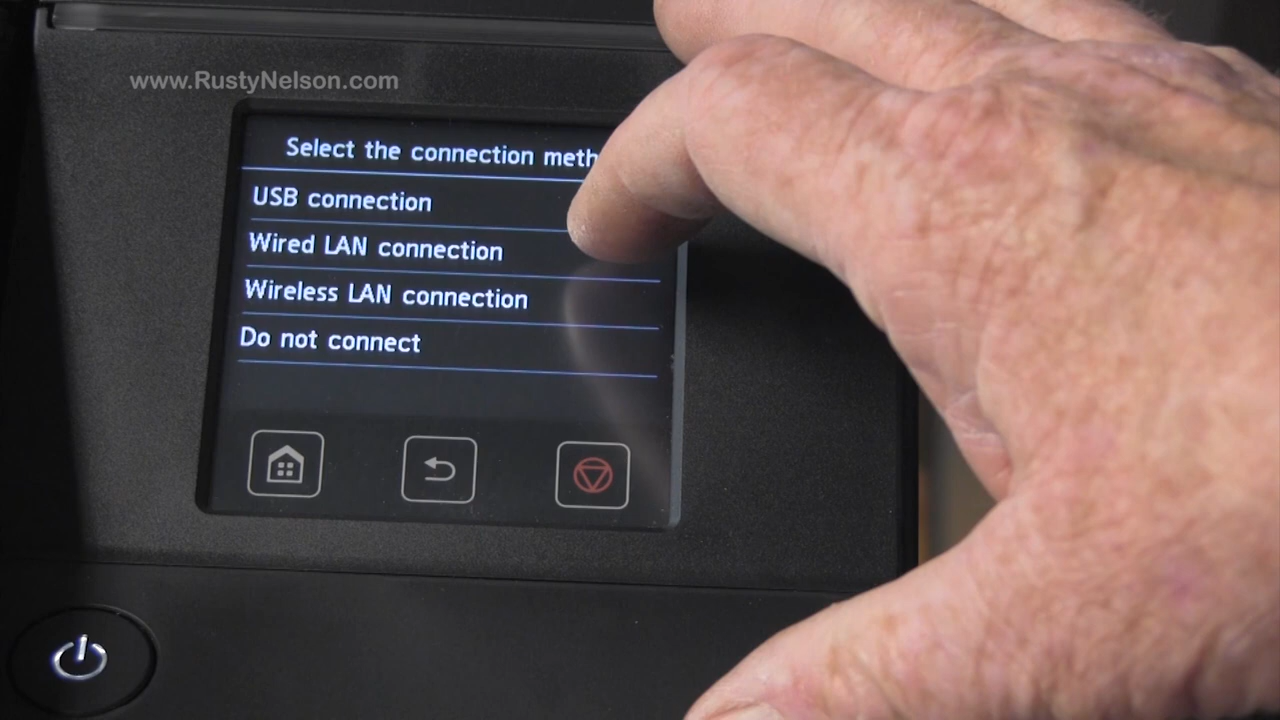 www.RustyNelson.com
Select the connection meth
USB connection
Wired LAN connection
Wireless LAN connection
Do not connect